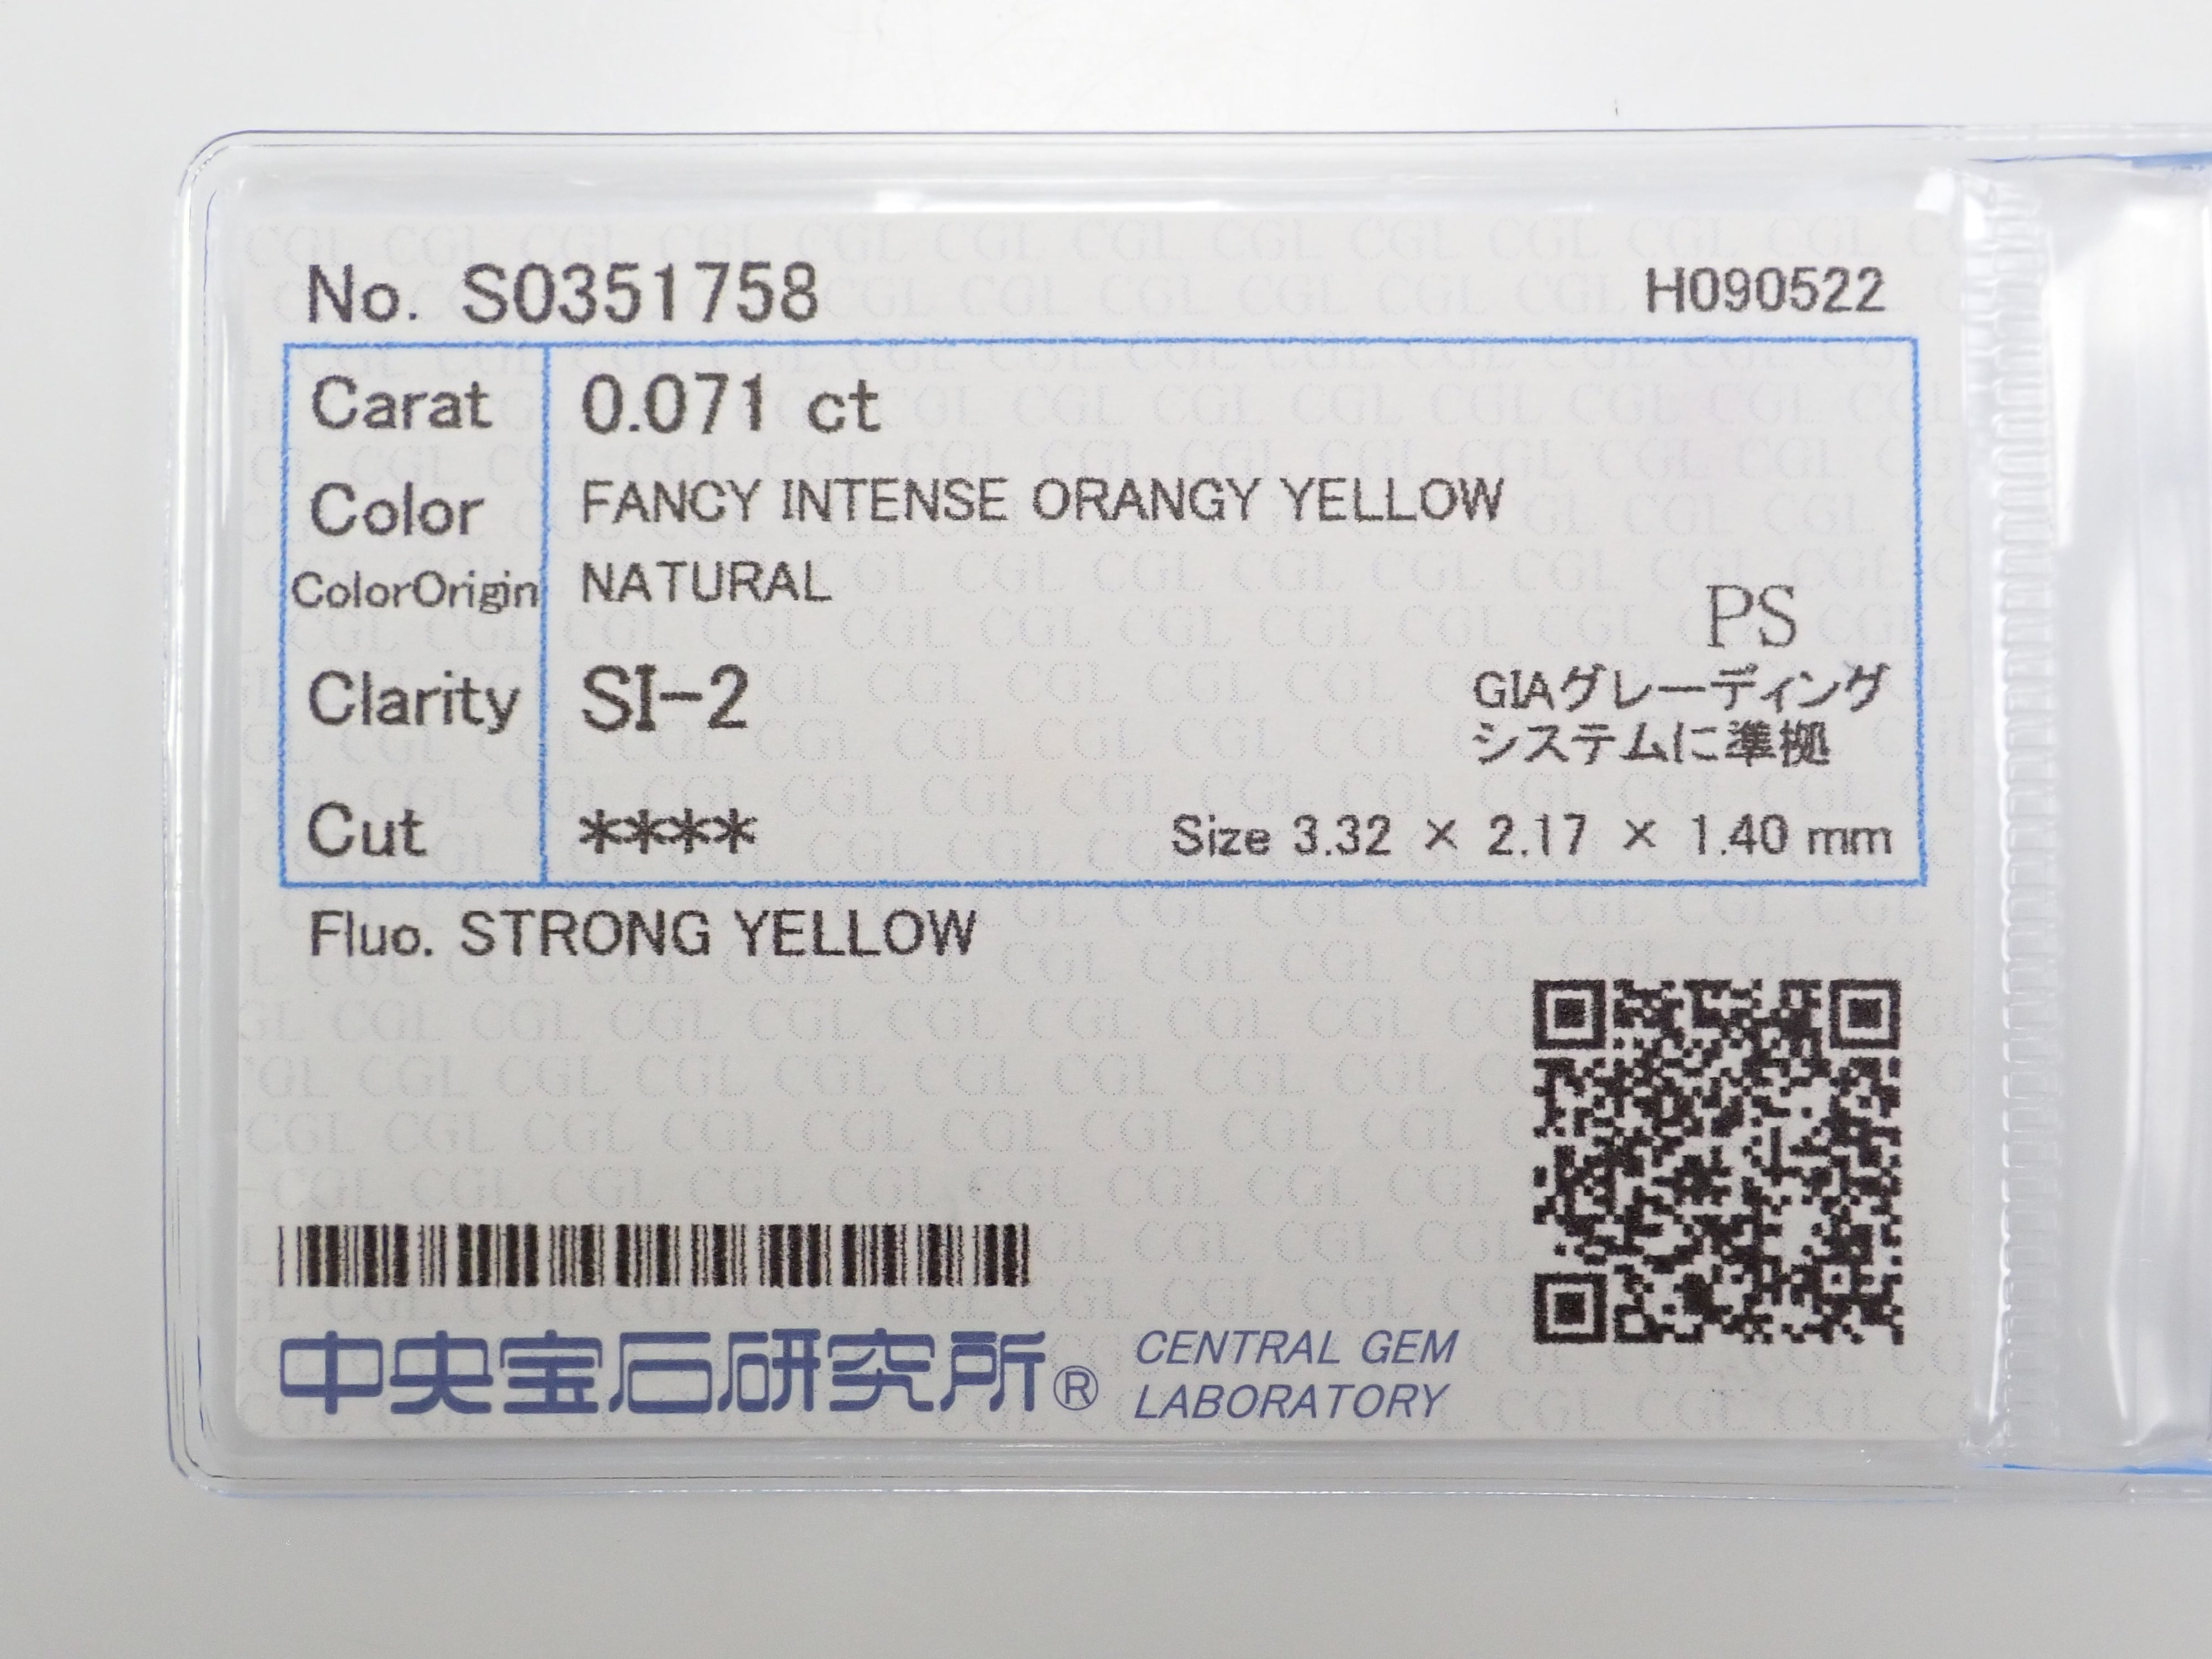 No. S0351758 H090522
Carat 0.071 ct
Color FANCY INTENSE ORANGY YELLOW
ColorOrigin NATURAL
PS
Clarity SI-2
GIAグレーディング
システムに準拠
Cut **** Size 3.32 × 2.17 × 1.40 mm
Fluo. STRONG YELLOW
中央宝石研究所® CENTRAL GEM
LABORATORY